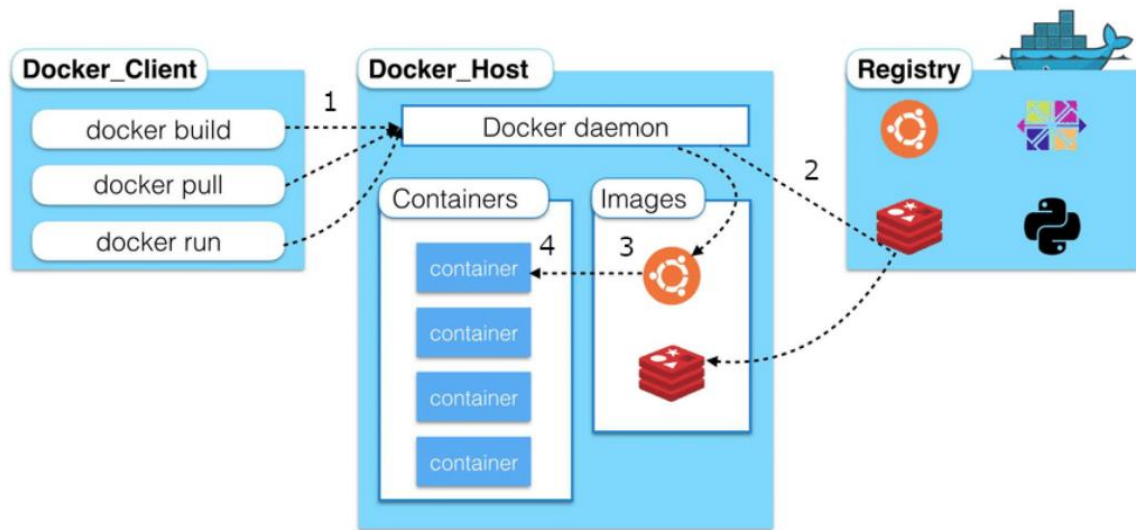 Docker_Client
docker build
docker pull
docker run
1
Docker_Host
Docker daemon
Containers
container
container
container
container
4
Images
3
2
Registry